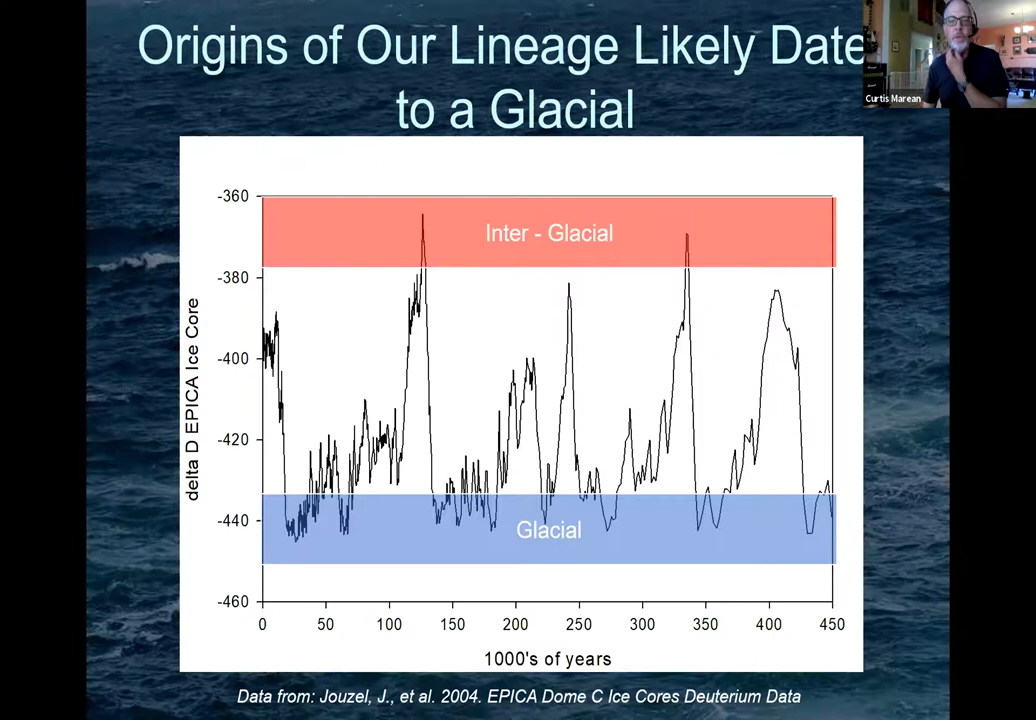 Origins of Our Lineage Likely Date
to a Glacial
Curtis Marean
-360
-380
-400
-420
-440
-460
delta D EPICA Ice Core
Inter - Glacial
Glacial
0 50 100 150 200 250 300 350 400 450
1000's of years
Data from: Jouzel, J., et al. 2004. EPICA Dome C Ice Cores Deuterium Data